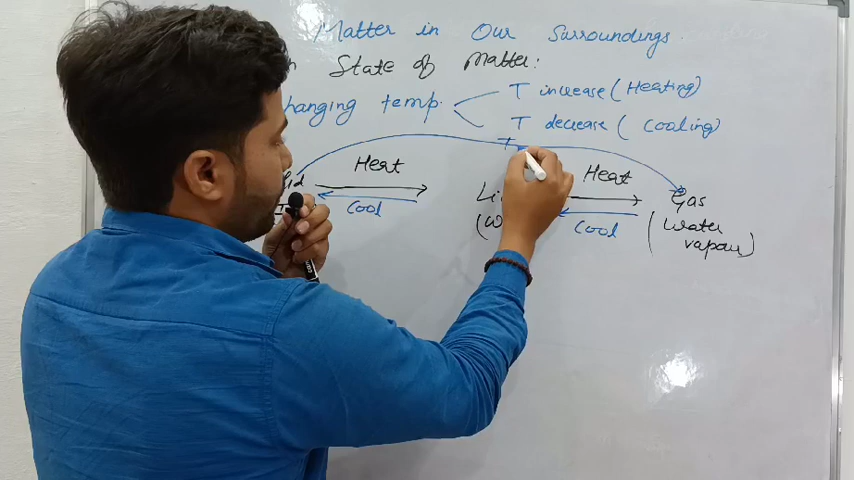 Matter in Our Surroundings.
State of Matter:
hanging temp. T increase (Heating)
T decrease (Cooling)
T
Heat Heat
Gas
Cool Cool (Water
vapour)